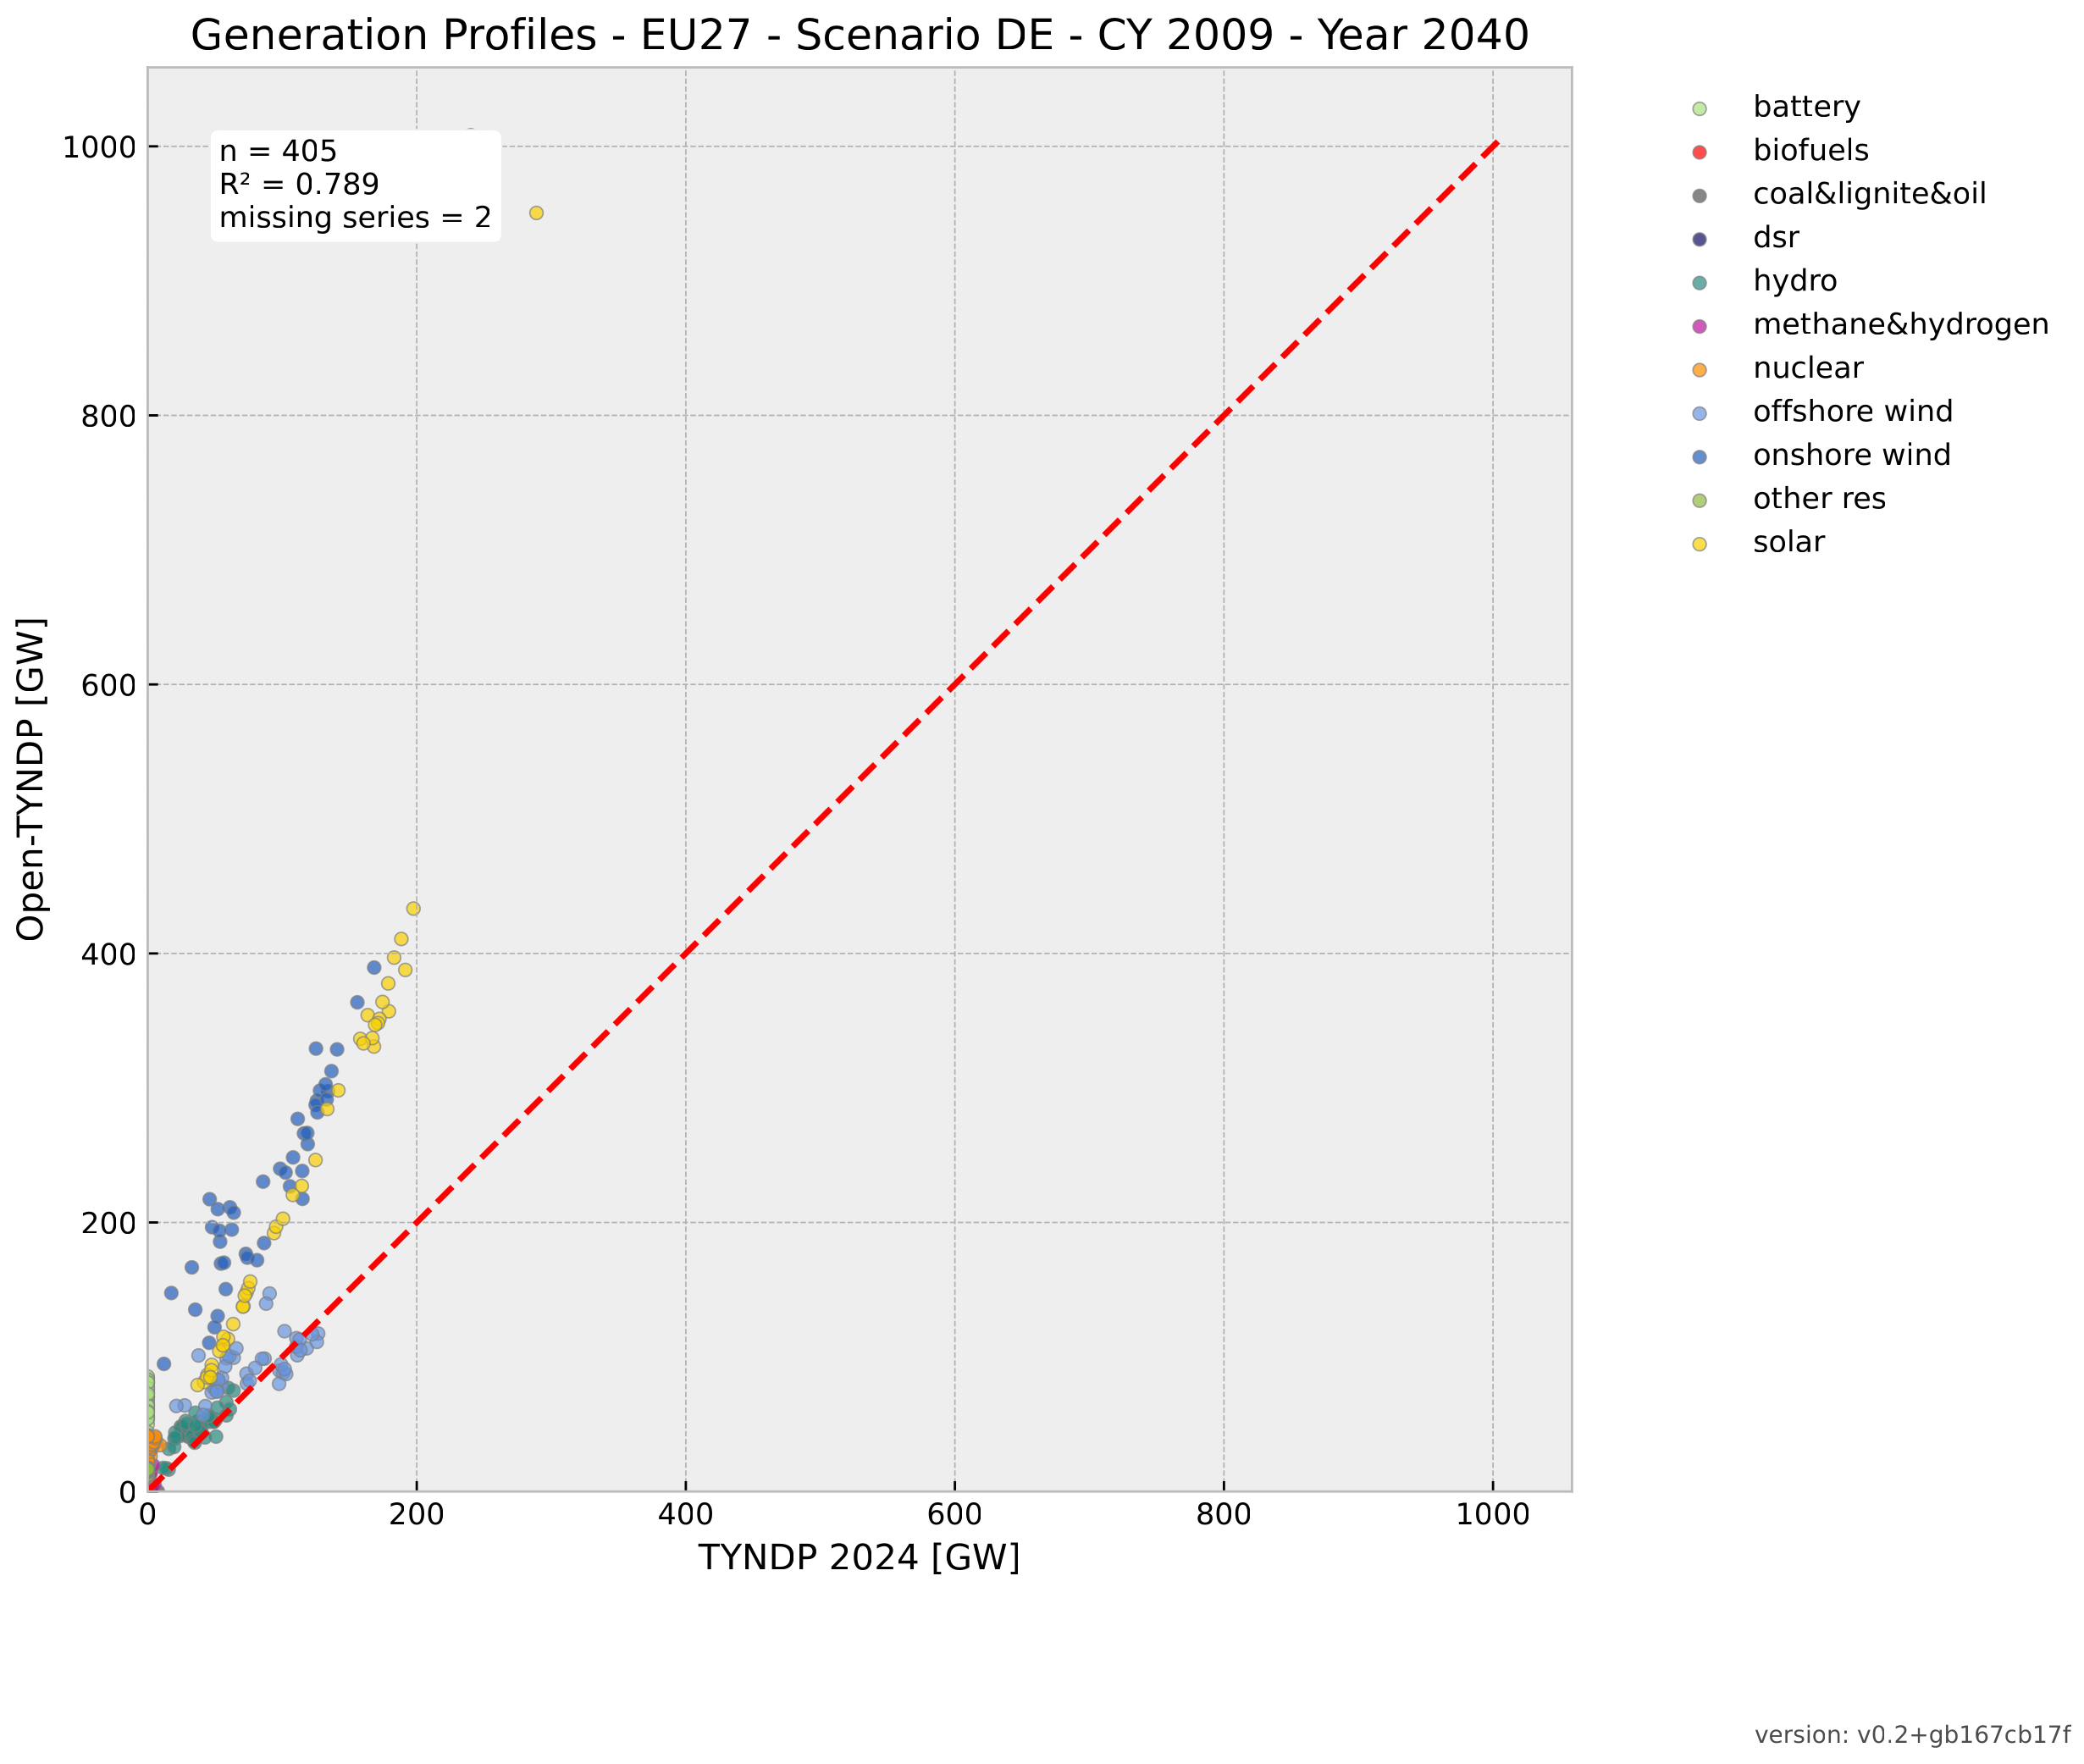 Generation Profiles - EU27 - Scenario DE - CY 2009 - Year 2040
n = 405
R² = 0.789
missing series = 2
battery
biofuels
coal&lignite&oil
dsr
hydro
methane&hydrogen
nuclear
offshore wind
onshore wind
other res
solar
Open-TYNDP [GW]
1000
800
600
400
200
0
0 200 400 600 800 1000
TYNDP 2024 [GW]
version: v0.2+gb167cb17f